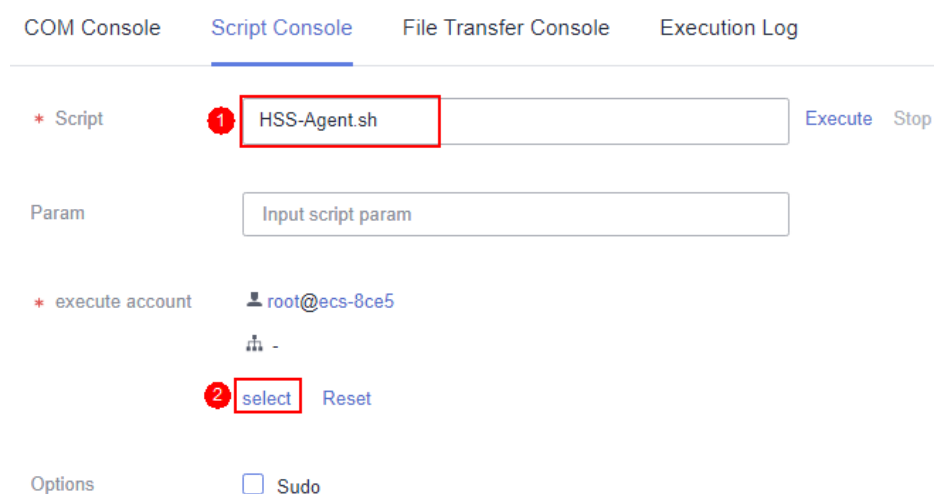 COM Console Script Console File Transfer Console Execution Log
* Script 1 HSS-Agent.sh Execute Stop
Param Input script param
* execute account root@ecs-8ce5
-
2 select Reset
Options Sudo